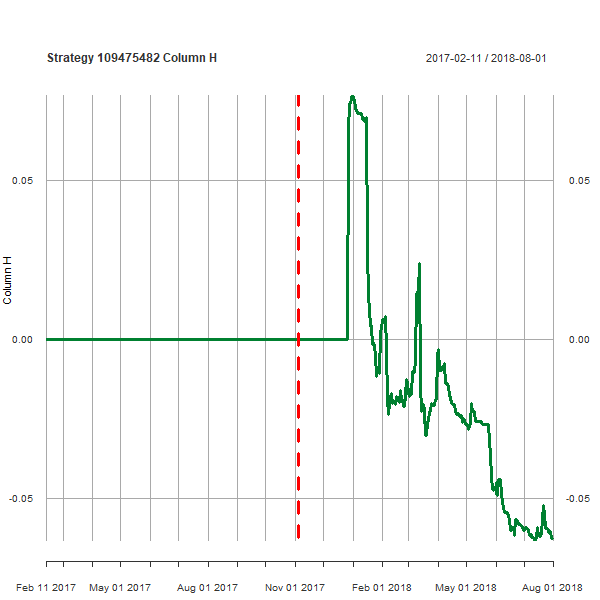 Strategy 109475482 Column H
2017-02-11 / 2018-08-01
0.05
0.05
Column H
0.00
0.00
-0.05
-0.05
Feb 11 2017
May 01 2017
Aug 01 2017
Nov 01 2017
Feb 01 2018
May 01 2018
Aug 01 2018